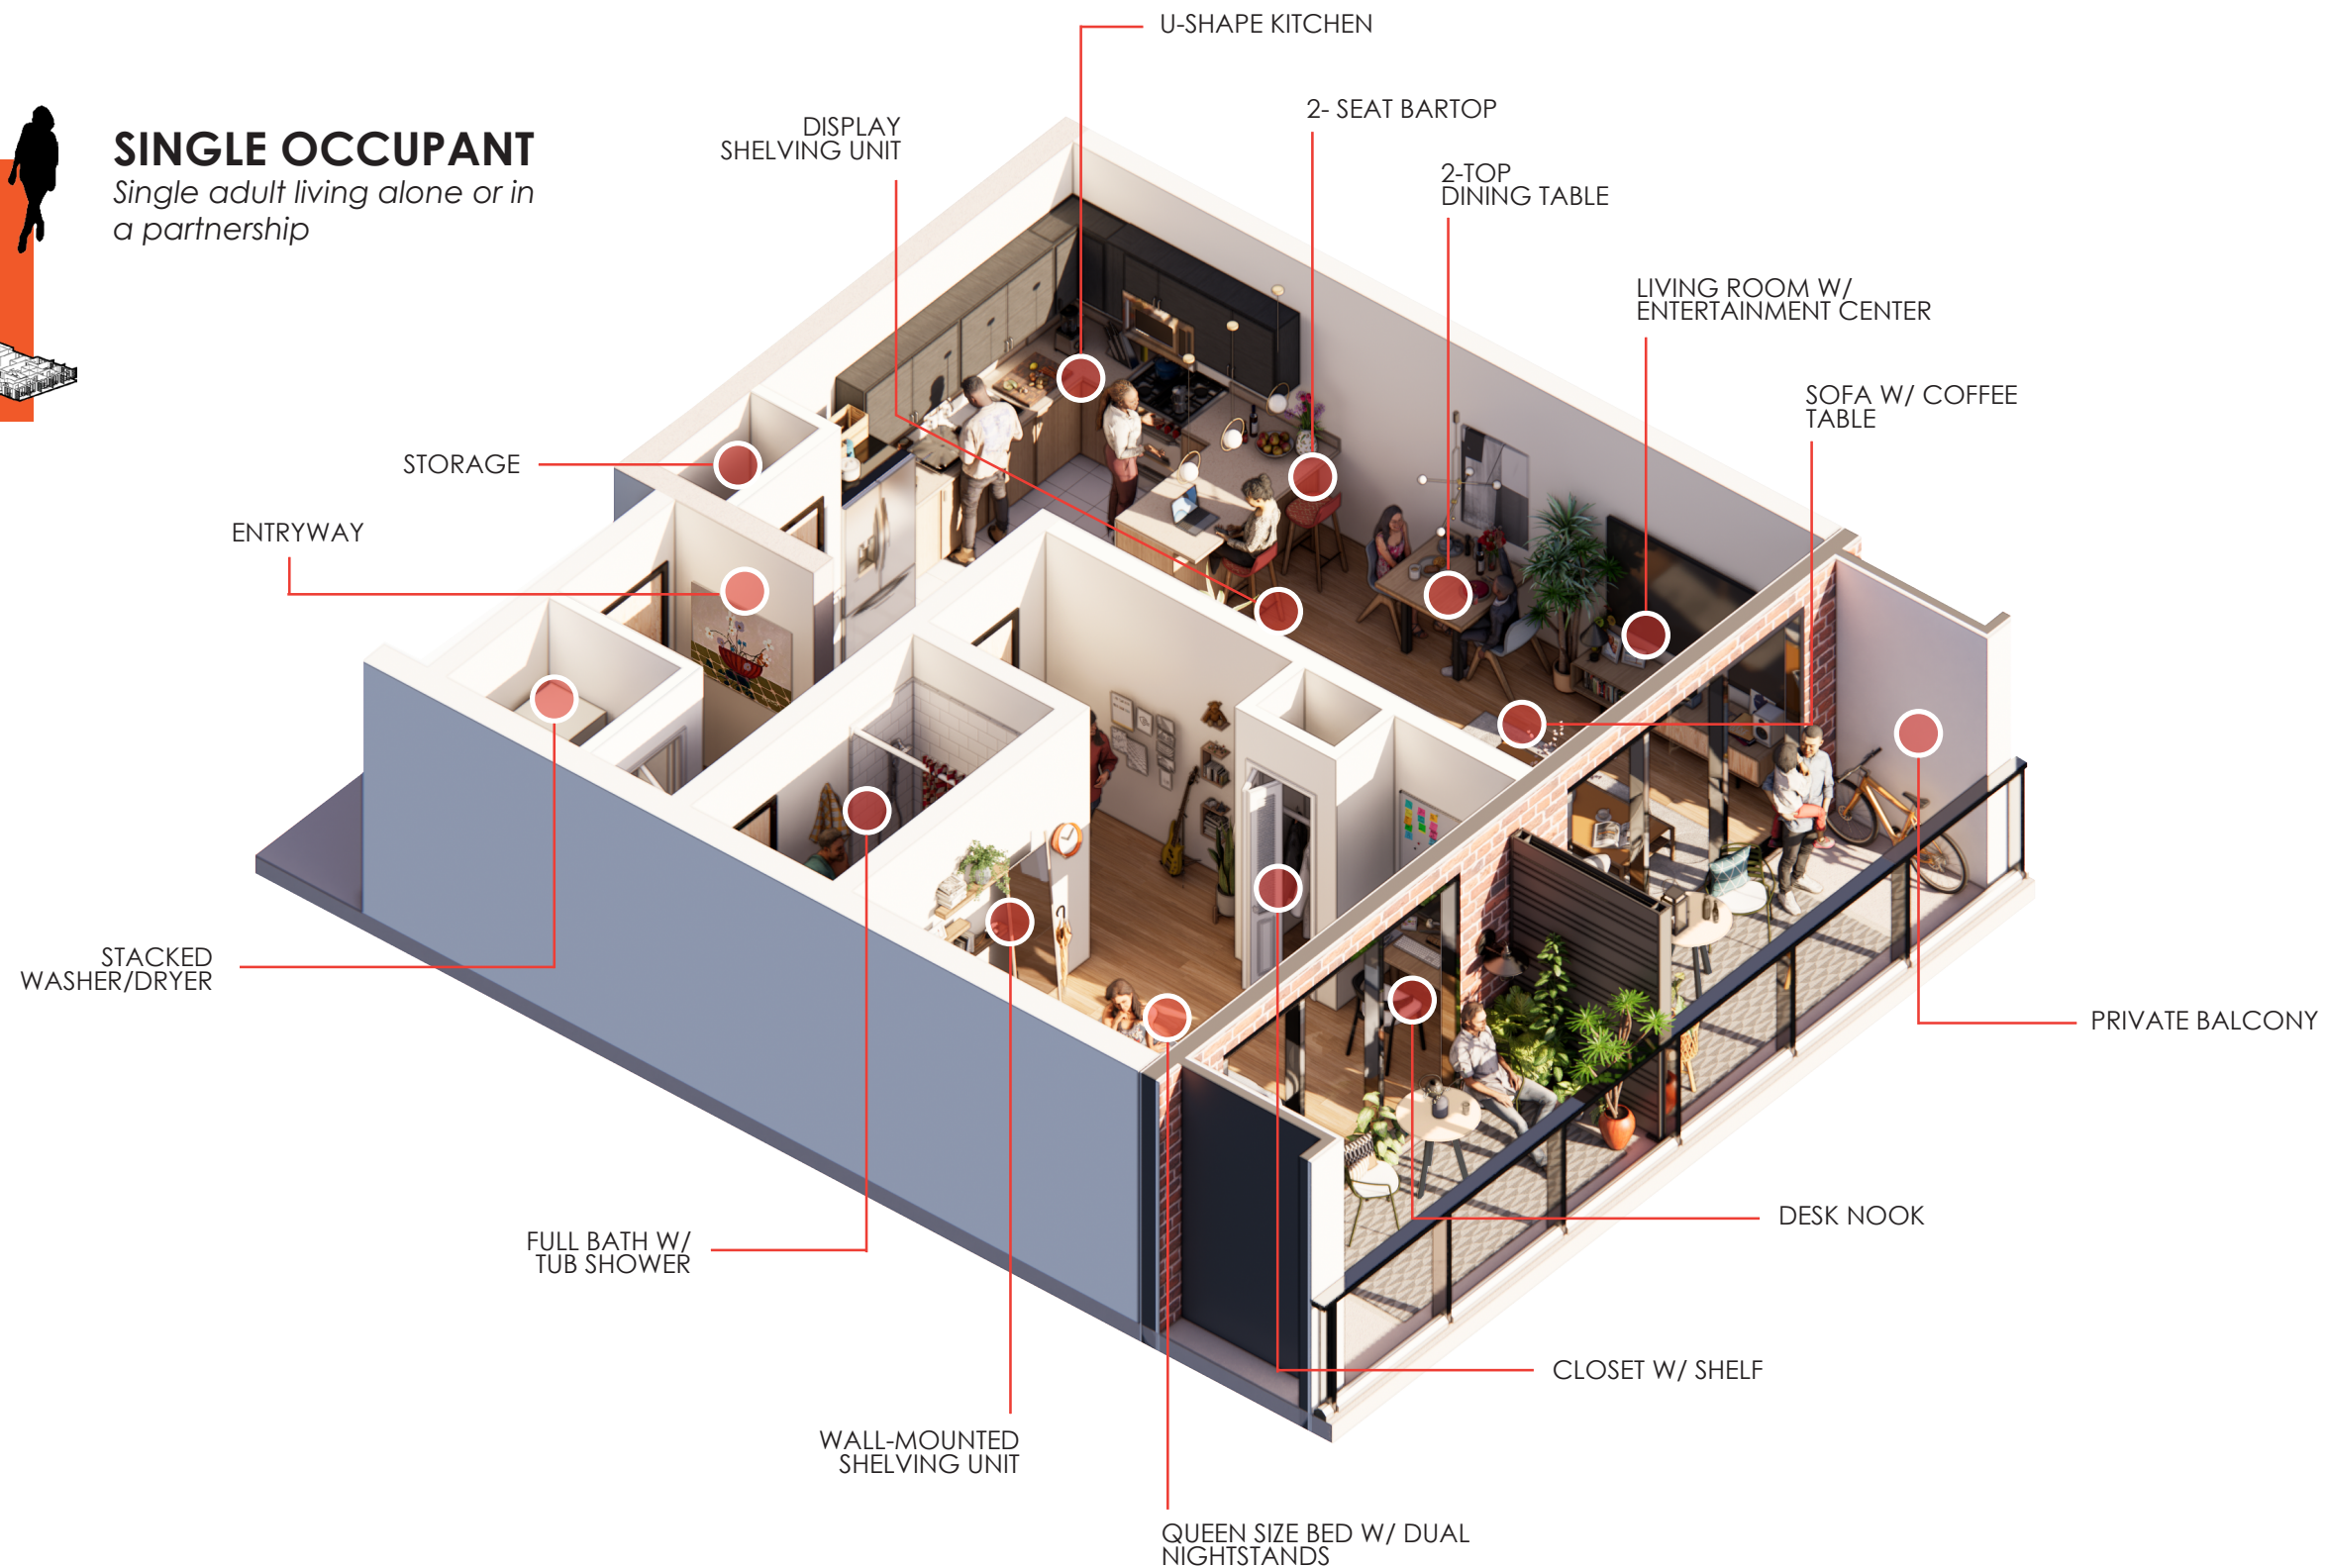 U-SHAPE KITCHEN
2- SEAT BARTOP
DISPLAY
SHELVING UNIT
SINGLE OCCUPANT
Single adult living alone or in
a partnership
2-TOP
DINING TABLE
LIVING ROOM W/
ENTERTAINMENT CENTER
SOFA W/ COFFEE
TABLE
STORAGE
ENTRYWAY
STACKED
WASHER/DRYER
PRIVATE BALCONY
DESK NOOK
FULL BATH W/
TUB SHOWER
CLOSET W/ SHELF
WALL-MOUNTED
SHELVING UNIT
QUEEN SIZE BED W/ DUAL
NIGHTSTANDS